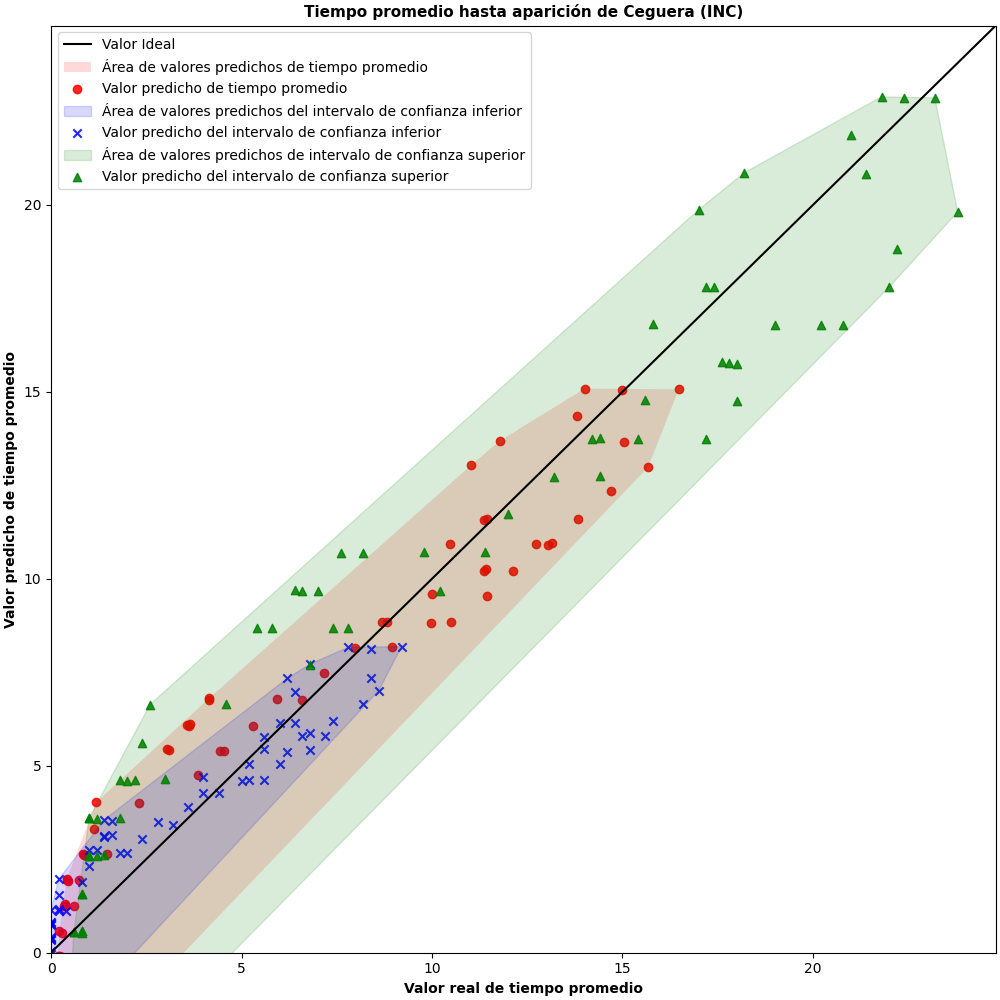 Tiempo promedio hasta aparición de Ceguera (INC)
Valor Ideal
Área de valores predichos de tiempo promedio
Valor predicho de tiempo promedio
Área de valores predichos del intervalo de confianza inferior
Valor predicho del intervalo de confianza inferior
Área de valores predichos de intervalo de confianza superior
Valor predicho del intervalo de confianza superior
Valor predicho de tiempo promedio
20
15
10
5
0
0 5 10 15 20
Valor real de tiempo promedio